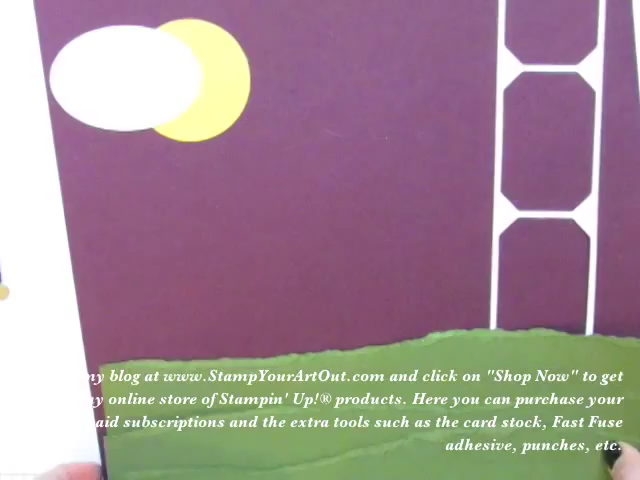 my blog at www.StampYourArtOut.com and click on "Shop Now" to get
online store of Stampin' Up!® products. Here you can purchase your
subscriptions and the extra tools such as the card stock, Fast Fuse
adhesive, punches, etc.